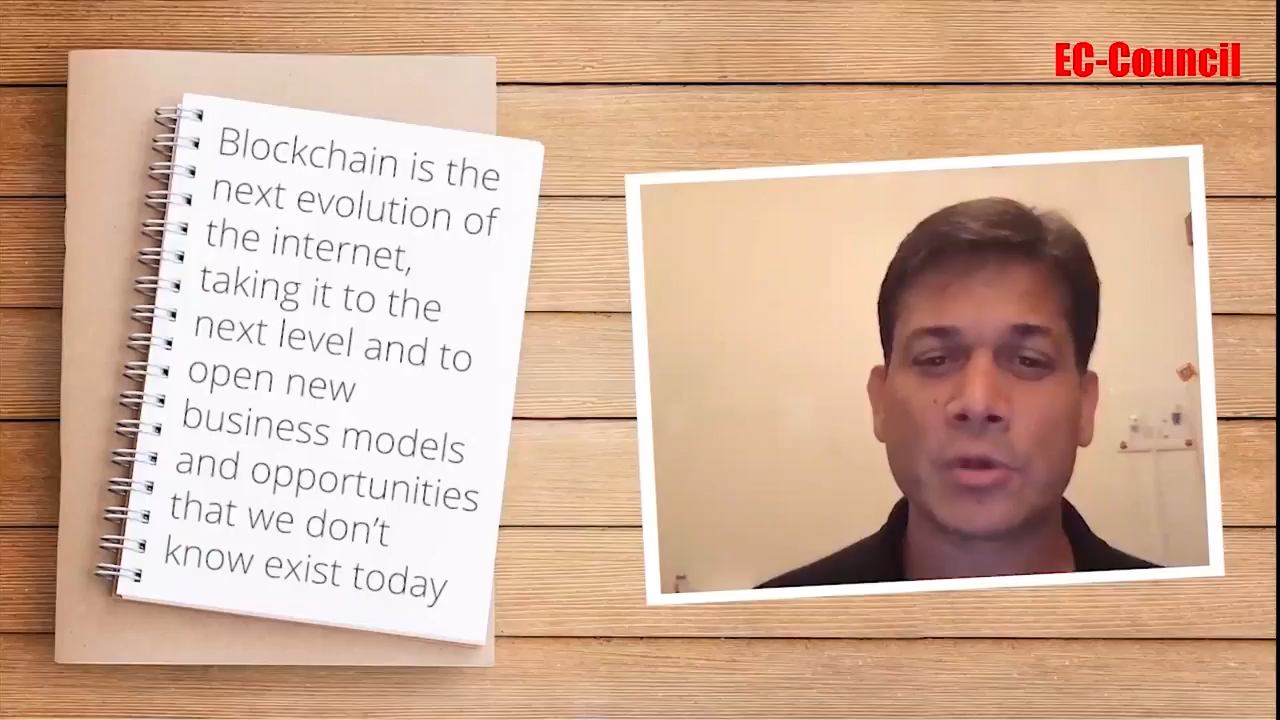 EC-Council
Blockchain is the
next evolution of
the internet,
taking it to the
next level and to
open new
business models
and opportunities
that we don't
know exist today